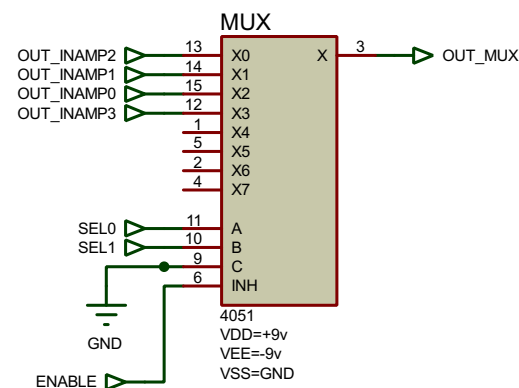 MUX
OUT_INAMP2 13 X0 X 3 OUT_MUX
OUT_INAMP1 14 X1
OUT_INAMP0 15 X2
OUT_INAMP3 12 X3
1 X4
5 X5
2 X6
4 X7
SEL0 11 A
SEL1 10 B
9 C
6 INH
GND
4051
VDD=+9v
VEE=-9v
VSS=GND
ENABLE